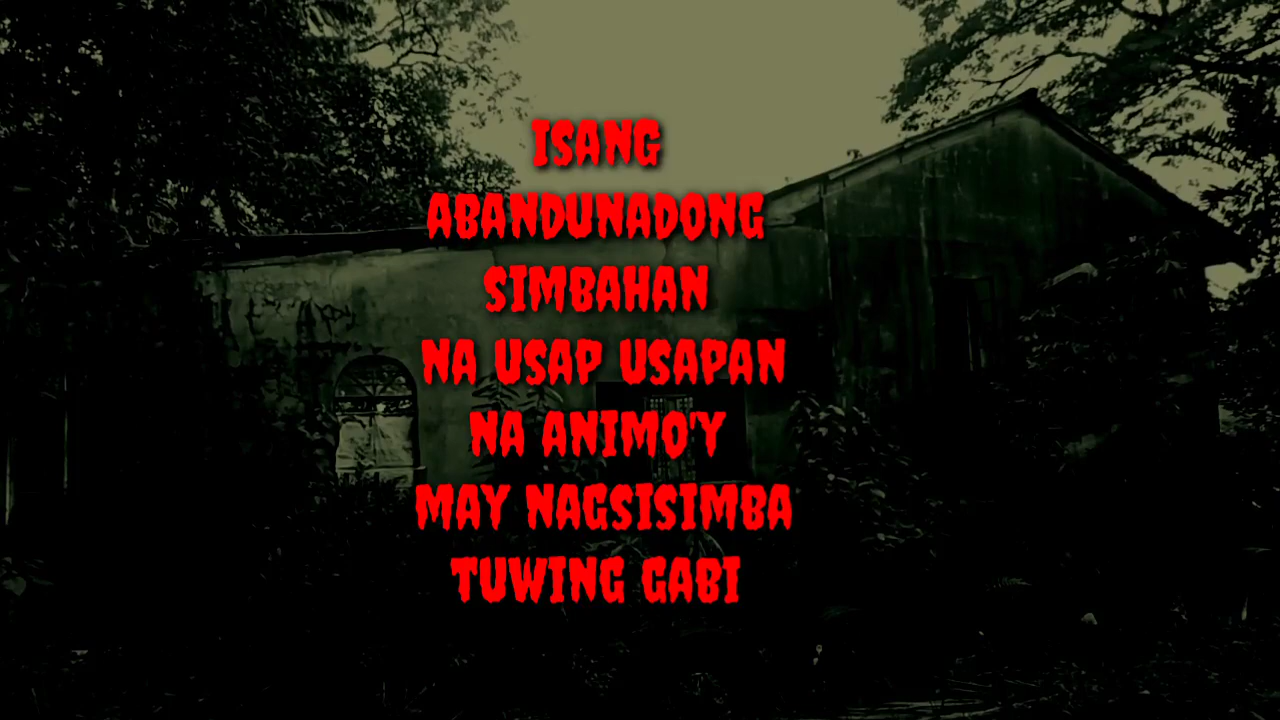 ISANG
ABANDUNADONG
SIMBAHAN
NA USAP USAPAN
NA ANIMO'Y
MAY NAGSISIMBA
TUWING GABI